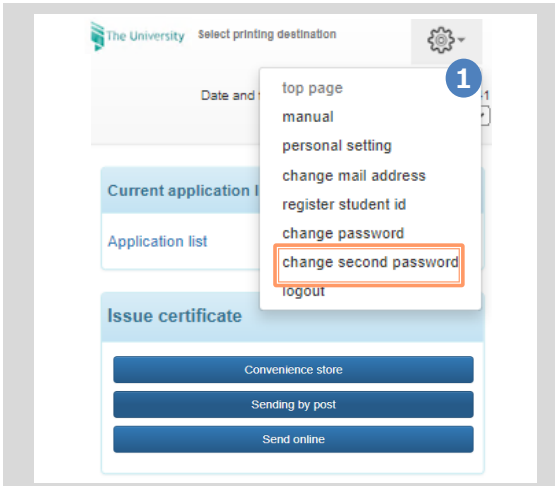 The University
Select printing destination
1
Date and
top page
manual
personal setting
change mail address
register student id
change password
change second password
logout
Current application
Application list
Issue certificate
Convenience store
Sending by post
Send online